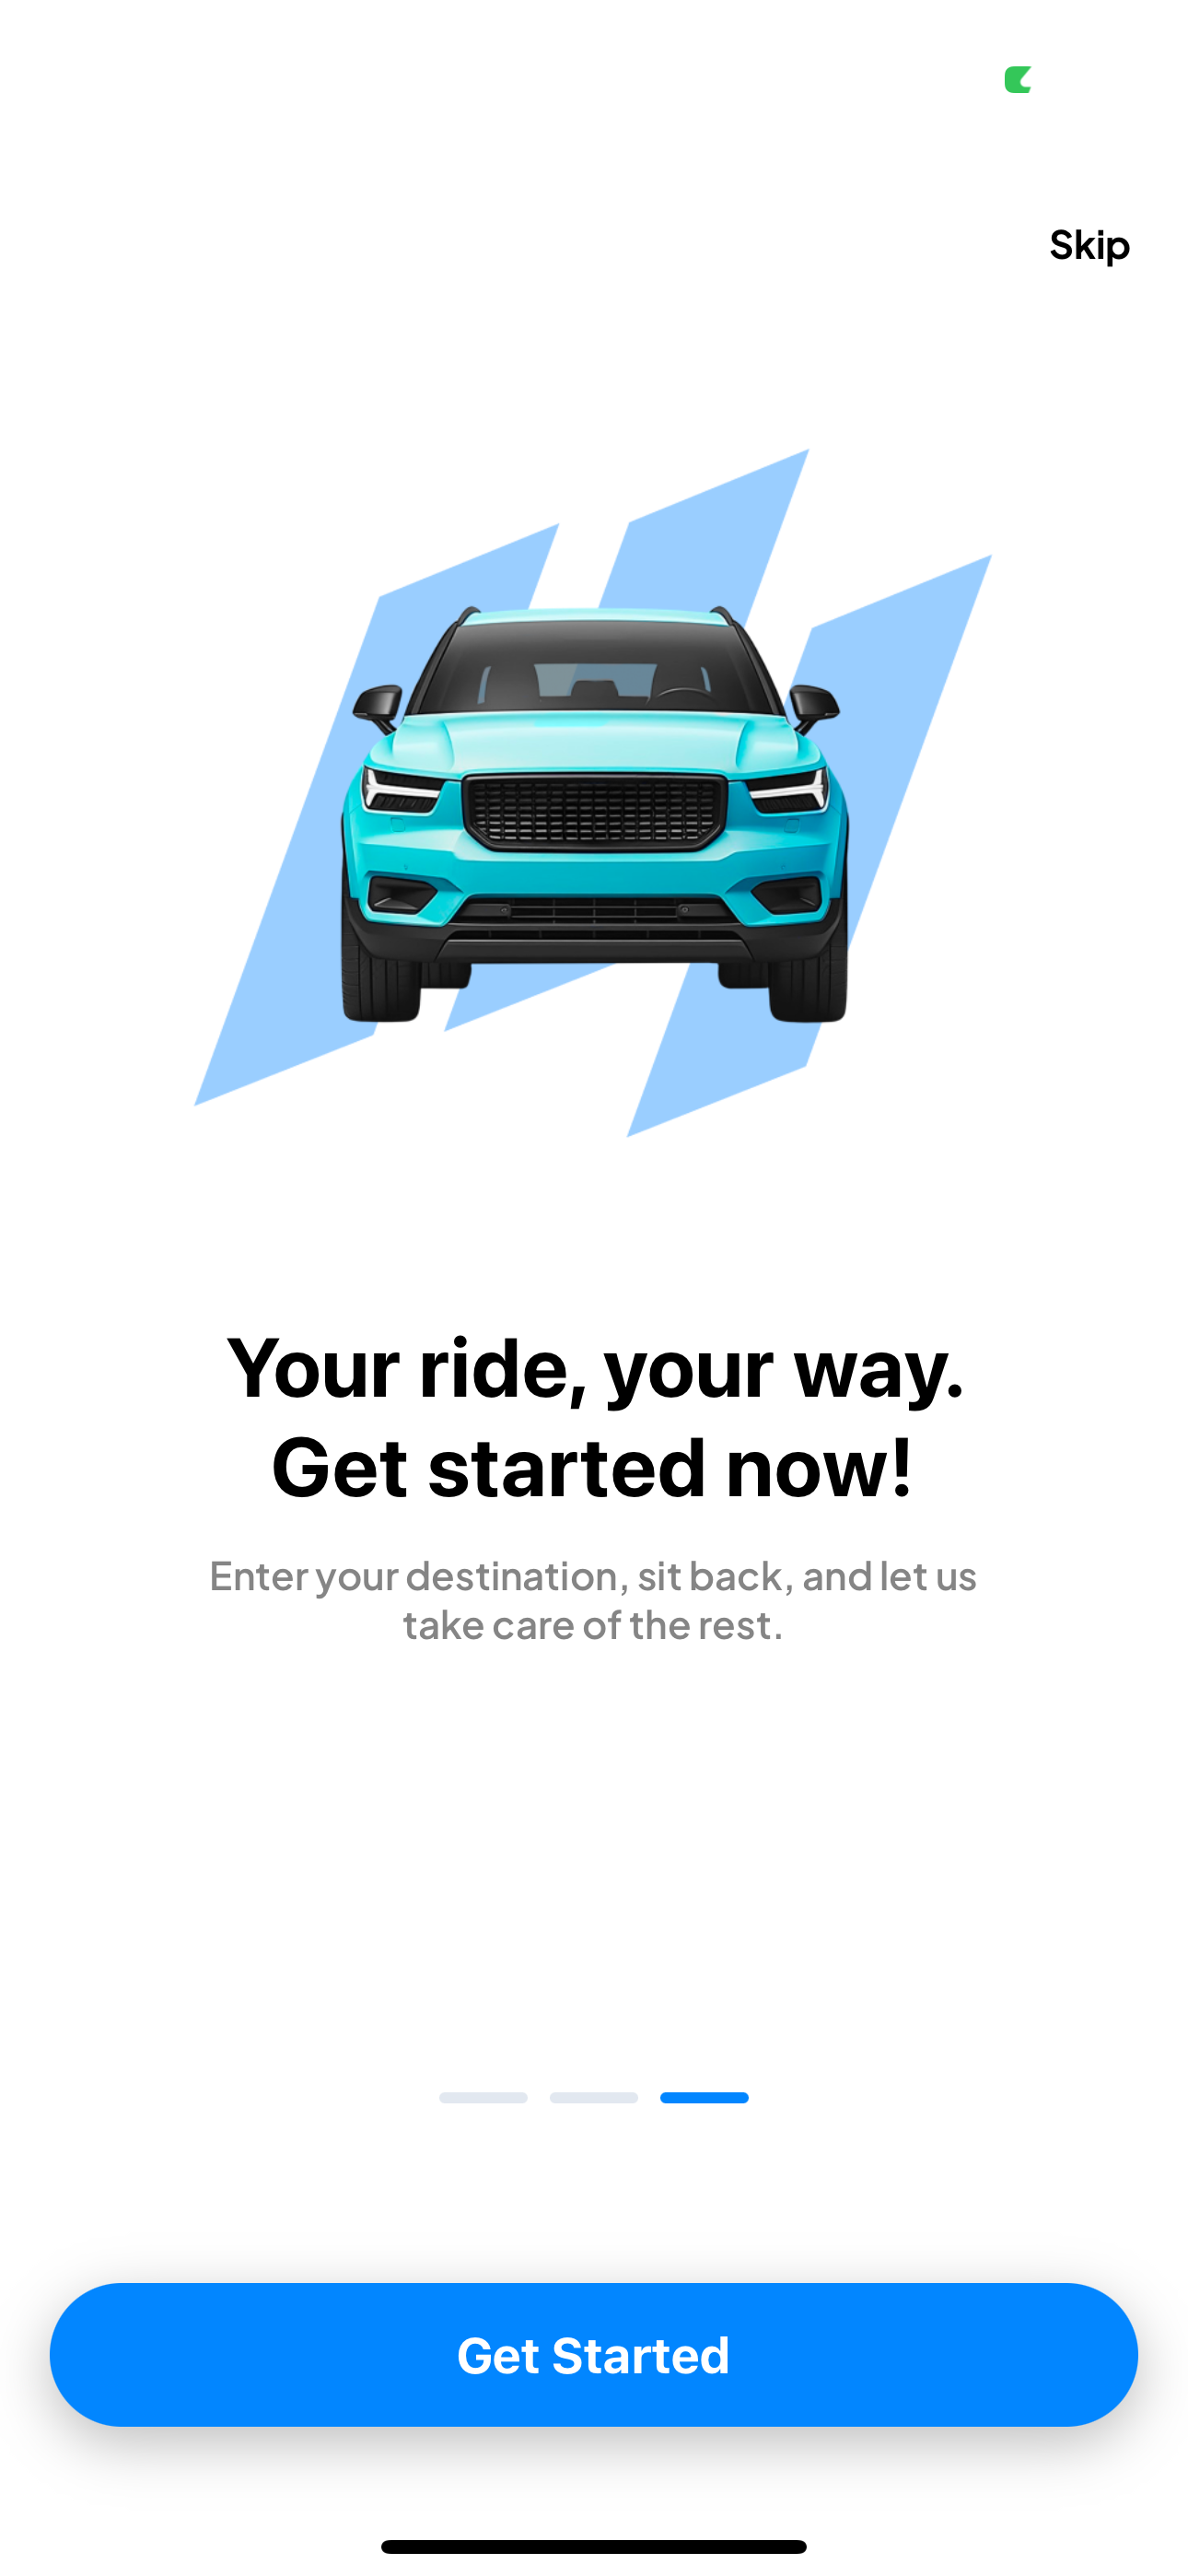 Skip
Your ride, your way.
Get started now!
Enter your destination, sit back, and let us
take care of the rest.
Get Started